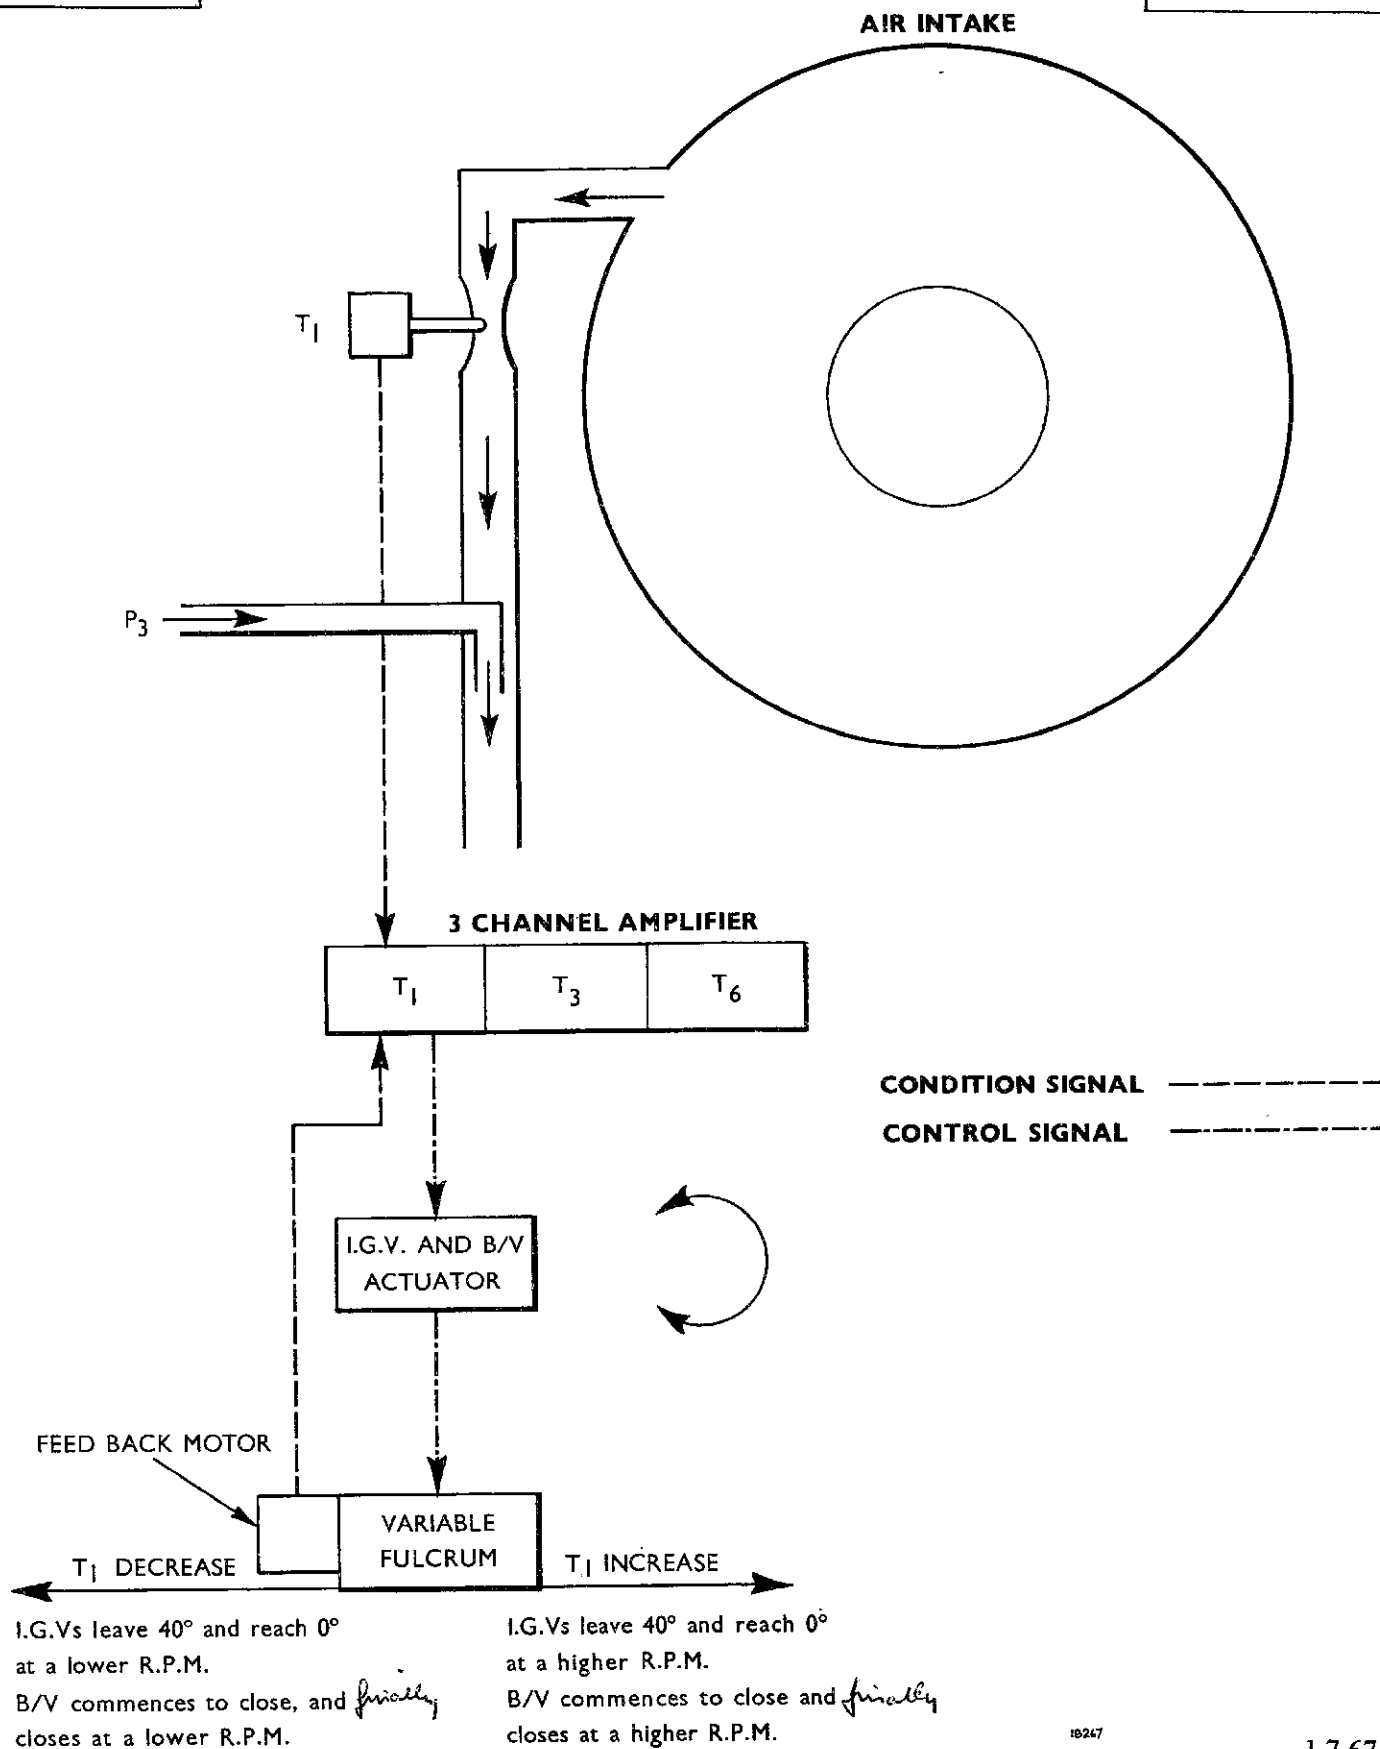 AIR INTAKE
T1
P3
3 CHANNEL AMPLIFIER
T1 T3 T6
CONDITION SIGNAL
CONTROL SIGNAL
I.G.V. AND B/V
ACTUATOR
FEED BACK MOTOR
VARIABLE
FULCRUM
T1 DECREASE
T1 INCREASE
I.G.Vs leave 40° and reach 0°
at a lower R.P.M.
B/V commences to close, and finally
closes at a lower R.P.M.
I.G.Vs leave 40° and reach 0°
at a higher R.P.M.
B/V commences to close and finally
closes at a higher R.P.M.
18267
1.7.67